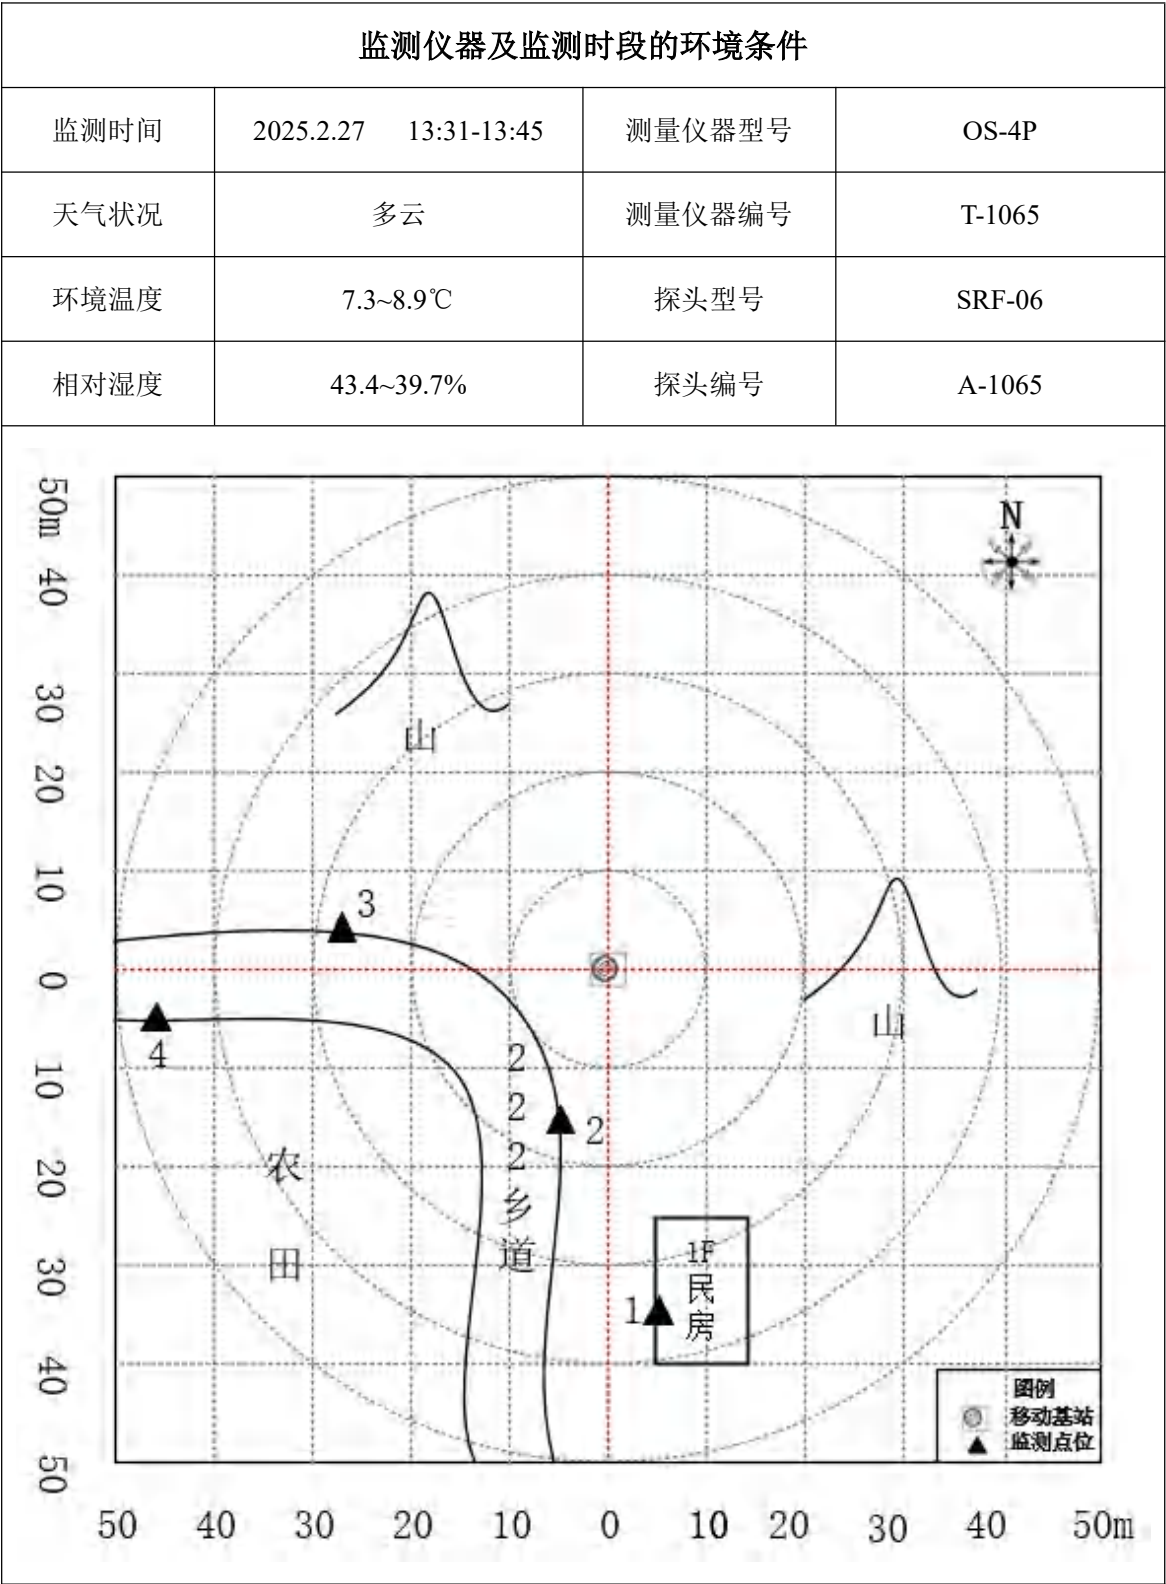 监测仪器及监测时段的环境条件
监测时间 2025.2.27 13:31-13:45 测量仪器型号 OS-4P
天气状况 多云 测量仪器编号 T-1065
环境温度 7.3~8.9℃ 探头型号 SRF-06
相对湿度 43.4~39.7% 探头编号 A-1065
50m
40
30
20
10
0
10
20
30
40
50
N
山
3
山
4
2
2
2
乡
道
2
农
田
1F
民
房
1
图例
移动基站
监测点位
50 40 30 20 10 0 10 20 30 40 50m